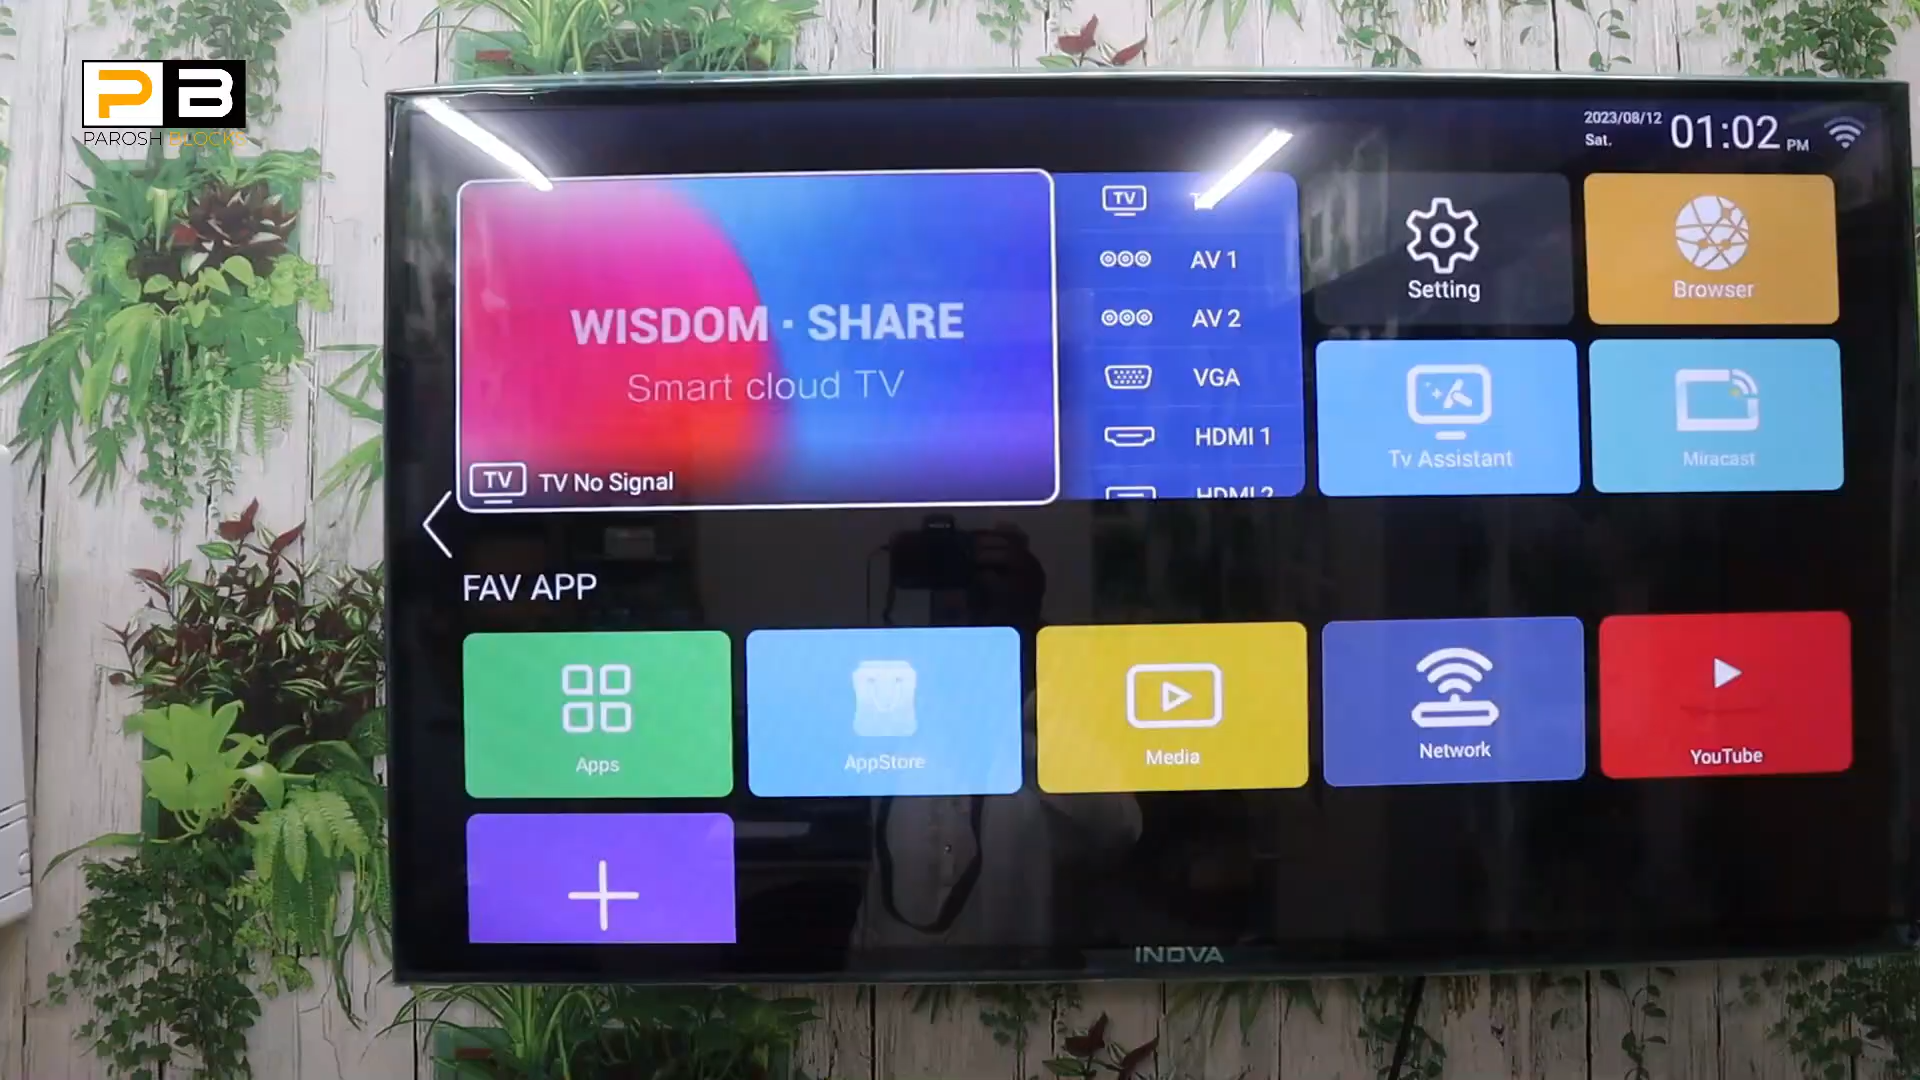 PB
PAROSH BLOCKS
2023/08/12
Sat.
01:02 PM
WISDOM · SHARE
Smart cloud TV
TV
TV No Signal
TV
AV 1
AV 2
VGA
HDMI 1
HDMI 2
Setting
Browser
Tv Assistant
Miracast
FAV APP
Apps
AppStore
Media
Network
YouTube
INOVA